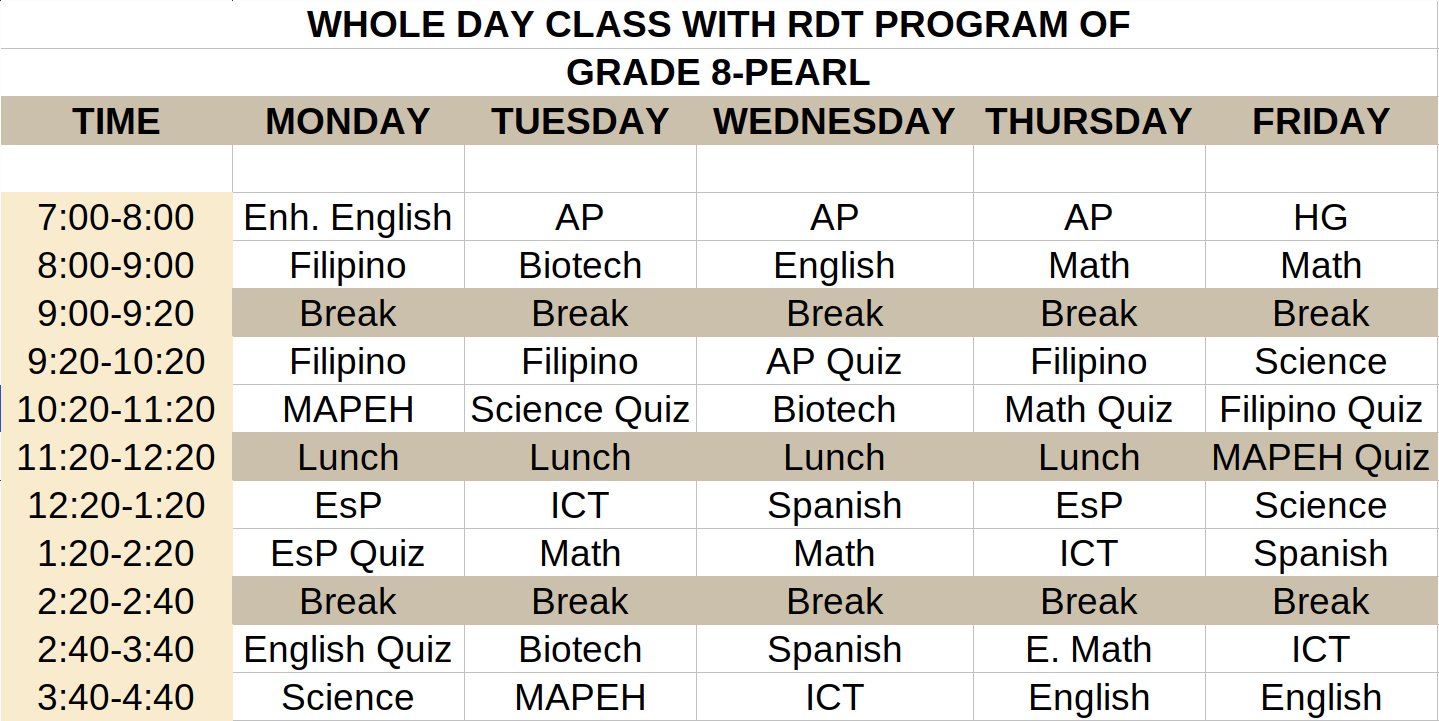 WHOLE DAY CLASS WITH RDT PROGRAM OF
GRADE 8-PEARL
TIME MONDAY TUESDAY WEDNESDAY THURSDAY FRIDAY
7:00-8:00 Enh. English AP AP AP HG
8:00-9:00 Filipino Biotech English Math Math
9:00-9:20 Break Break Break Break Break
9:20-10:20 Filipino Filipino AP Quiz Filipino Science
10:20-11:20 MAPEH Science Quiz Biotech Math Quiz Filipino Quiz
11:20-12:20 Lunch Lunch Lunch Lunch MAPEH Quiz
12:20-1:20 EsP ICT Spanish EsP Science
1:20-2:20 EsP Quiz Math Math ICT Spanish
2:20-2:40 Break Break Break Break Break
2:40-3:40 English Quiz Biotech Spanish E. Math ICT
3:40-4:40 Science MAPEH ICT English English